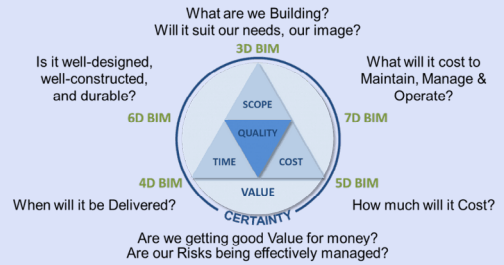 What are we Building?
Will it suit our needs, our image?
3D BIM
Is it well-designed,
well-constructed,
and durable?
What will it cost to
Maintain, Manage &
Operate?
SCOPE
6D BIM
7D BIM
QUALITY
TIME
COST
4D BIM
5D BIM
VALUE
When will it be Delivered?
How much will it Cost?
CERTAINTY
Are we getting good Value for money?
Are our Risks being effectively managed?